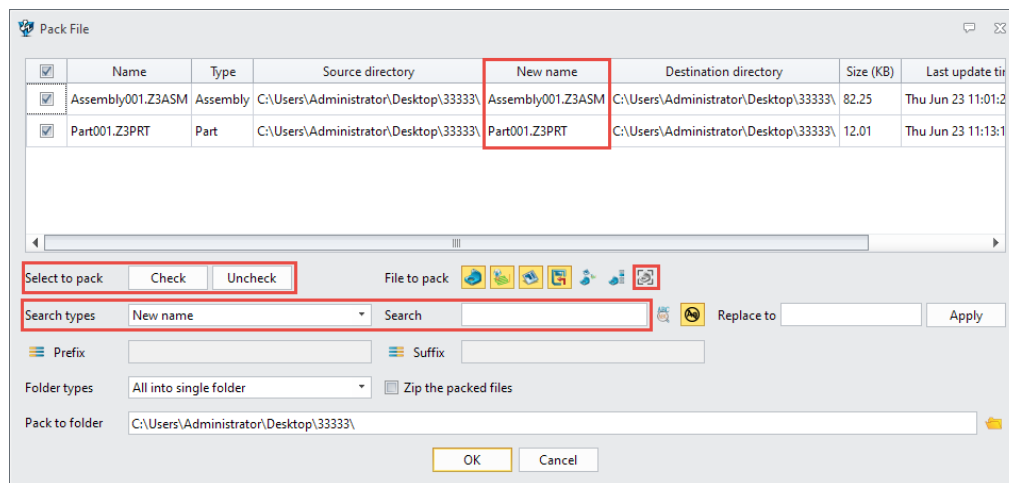 Pack File
Name Type Source directory New name Destination directory Size (KB) Last update tir
Assembly001.Z3ASM Assembly C:\Users\Administrator\Desktop\33333\ Assembly001.Z3ASM C:\Users\Administrator\Desktop\33333\ 82.25 Thu Jun 23 11:01:2
Part001.Z3PRT Part C:\Users\Administrator\Desktop\33333\ Part001.Z3PRT C:\Users\Administrator\Desktop\33333\ 12.01 Thu Jun 23 11:13:1
Select to pack Check Uncheck File to pack
Search types New name Search Replace to Apply
Prefix Suffix
Folder types All into single folder Zip the packed files
Pack to folder C:\Users\Administrator\Desktop\33333\
OK Cancel